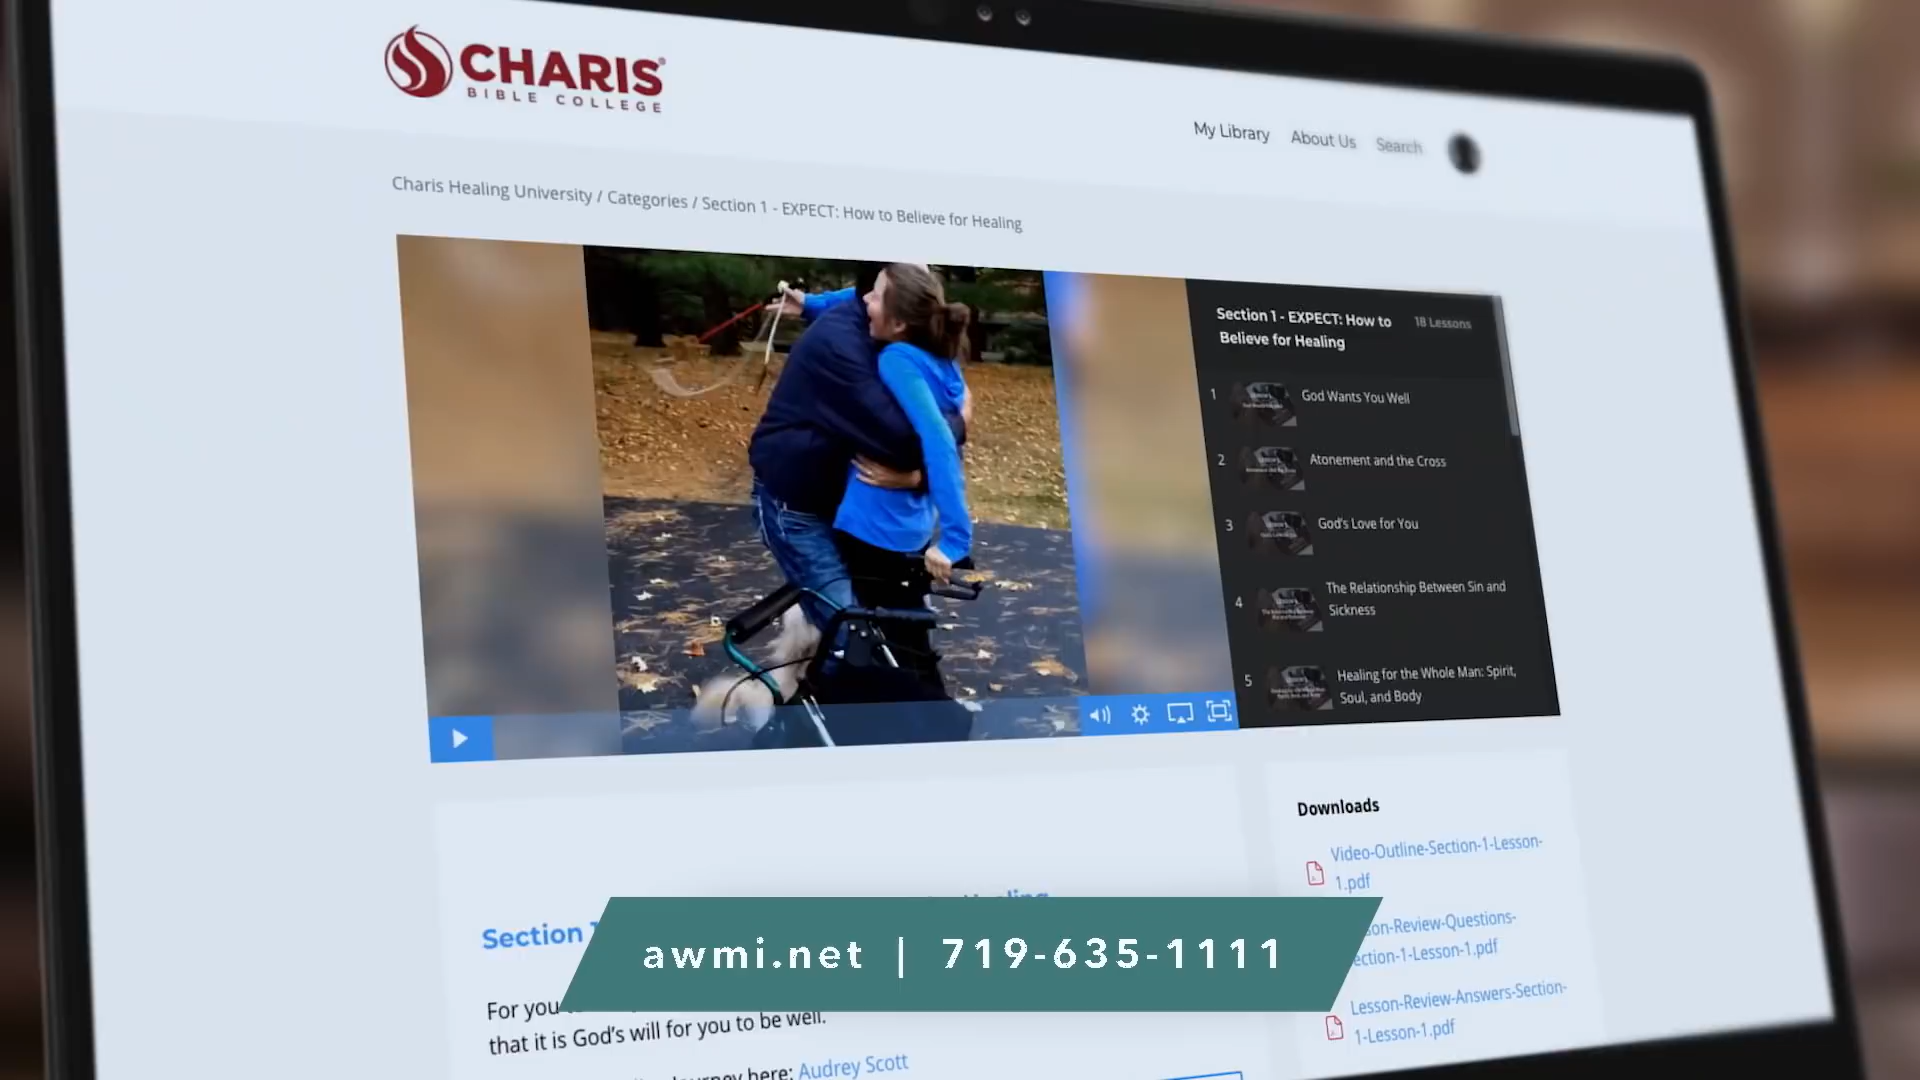 CHARIS
BIBLE COLLEGE
My Library
About Us
Search
Charis Healing University / Categories / Section 1 - EXPECT: How to Believe for Healing
Section 1 - EXPECT: How to
Believe for Healing
18 Lessons
1
God Wants You Well
2
Atonement and the Cross
3
God's Love for You
4
The Relationship Between Sin and
Sickness
5
Healing for the Whole Man: Spirit,
Soul, and Body
Downloads
Video-Outline-Section-1-Lesson-
1.pdf
-Review-Questions-
-1-Lesson-1.pdf
Lesson-Review-Answers-Section-
1-Lesson-1.pdf
Section
For you
that it is God's will for you to be well.
here: Audrey Scott
awmi.net | 719-635-1111